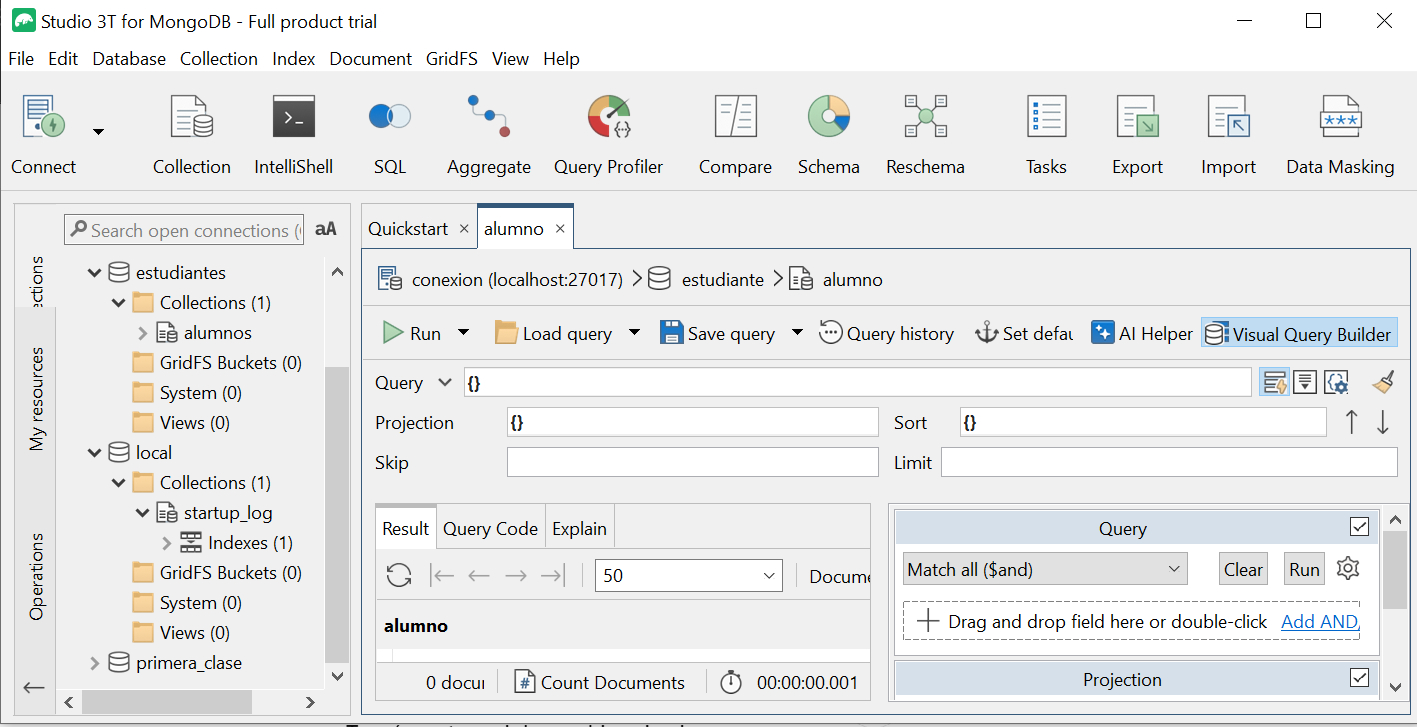 Studio 3T for MongoDB - Full product trial
File Edit Database Collection Index Document GridFS View Help
Connect Collection IntelliShell SQL Aggregate Query Profiler Compare Schema Reschema Tasks Export Import Data Masking
Search open connections (
aA
My resources
Operations
estudiantes
Collections (1)
alumnos
GridFS Buckets (0)
System (0)
Views (0)
local
Collections (1)
startup_log
Indexes (1)
GridFS Buckets (0)
System (0)
Views (0)
primera_clase
Quickstart × alumno ×
conexion (localhost:27017) estudiante alumno
Run Load query Save query Query history Set defau AI Helper Visual Query Builder
Query {}
Projection {} Sort {}
Skip Limit
Result Query Code Explain
50 Docume
alumno
0 docu Count Documents 00:00:00.001
Query
Match all ($and) Clear Run
Drag and drop field here or double-click Add AND
Projection